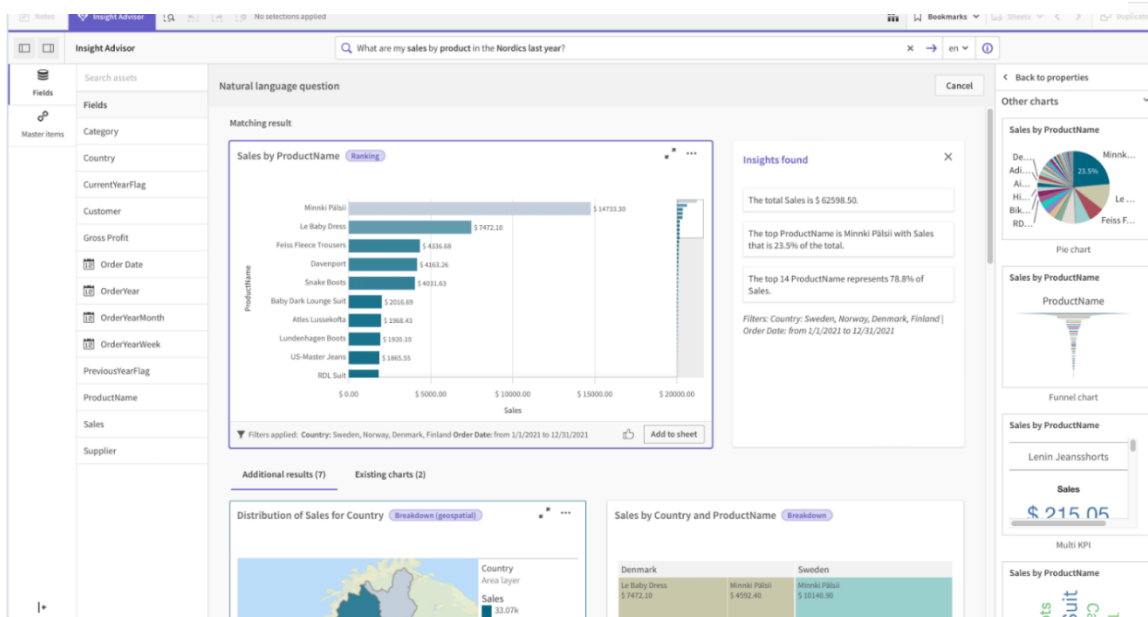 Notes
Insight Advisor
No selections applied
Bookmarks
Sheets
Duplicate
Insight Advisor
What are my sales by product in the Nordics last year?
en
Fields
Master items
Search assets
Fields
Category
Country
CurrentYearFlag
Customer
Gross Profit
Order Date
OrderYear
OrderYearMonth
OrderYearWeek
PreviousYearFlag
ProductName
Sales
Supplier
Natural language question
Cancel
Matching result
Sales by ProductName Ranking
ProductName
Minnki Pälsii $ 14733.30
Le Baby Dress $ 7472.10
Feiss Fleece Trousers $ 4336.68
Davenport $ 4163.26
Snake Boots $ 4031.63
Baby Dark Lounge Suit $ 2016.69
Atles Lussekofta $ 1968.43
Lundenhagen Boots $ 1920.10
US-Master Jeans $ 1865.55
RDL Suit
$ 0.00 $ 5000.00 $ 10000.00 $ 15000.00 $ 20000.00
Sales
Filters applied: Country: Sweden, Norway, Denmark, Finland Order Date: from 1/1/2021 to 12/31/2021
Add to sheet
Insights found
The total Sales is $ 62598.50.
The top ProductName is Minnki Pälsii with Sales
that is 23.5% of the total.
The top 14 ProductName represents 78.8% of
Sales.
Filters: Country: Sweden, Norway, Denmark, Finland |
Order Date: from 1/1/2021 to 12/31/2021
Additional results (7) Existing charts (2)
Distribution of Sales for Country Breakdown (geospatial)
Country
Area layer
Sales
33.07k
Sales by Country and ProductName Breakdown
Denmark Sweden
Le Baby Dress Minnki Pälsii Minnki Pälsii
$ 7472.10 $ 4592.40 $ 10140.90
Back to properties
Other charts
Sales by ProductName
De...
Adi...
Ai...
Hi...
Bik...
RD...
23.5%
Minnk...
Le ...
Feiss F...
Pie chart
Sales by ProductName
ProductName
Funnel chart
Sales by ProductName
Lenin Jeansshorts
Sales
$ 215.05
Multi KPI
Sales by ProductName